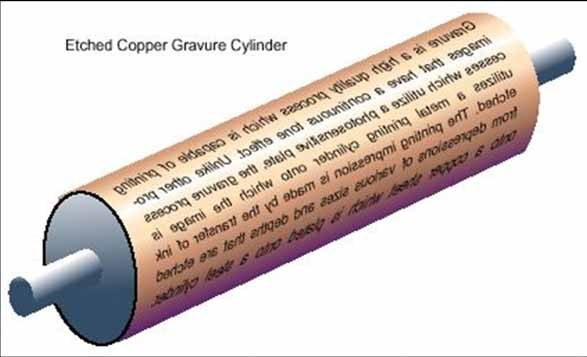 Etched Copper Gravure Cylinder
Gravure is a high quality process which is capable of printing
images that have a continuous tone effect. Unlike other pro-
cesses which utilize a photosensitive plate, the gravure process
utilizes a metal printing cylinder onto which the image is
etched. The printing impression is made by the transfer of ink
from depressions of various sizes and depths that are etched
onto a copper steel which is plated onto a steel cylinder.